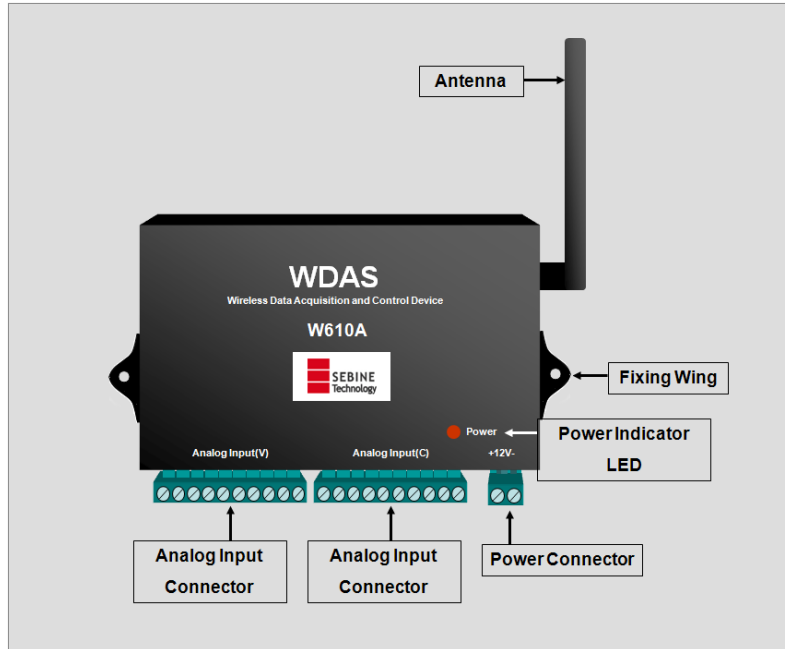 Antenna
WDAS
Wireless Data Acquisition and Control Device
W610A
SEBINE
Technology
Fixing Wing
Power
Power Indicator
LED
Analog Input(V)
Analog Input(C)
+12V-
Analog Input
Connector
Analog Input
Connector
Power Connector